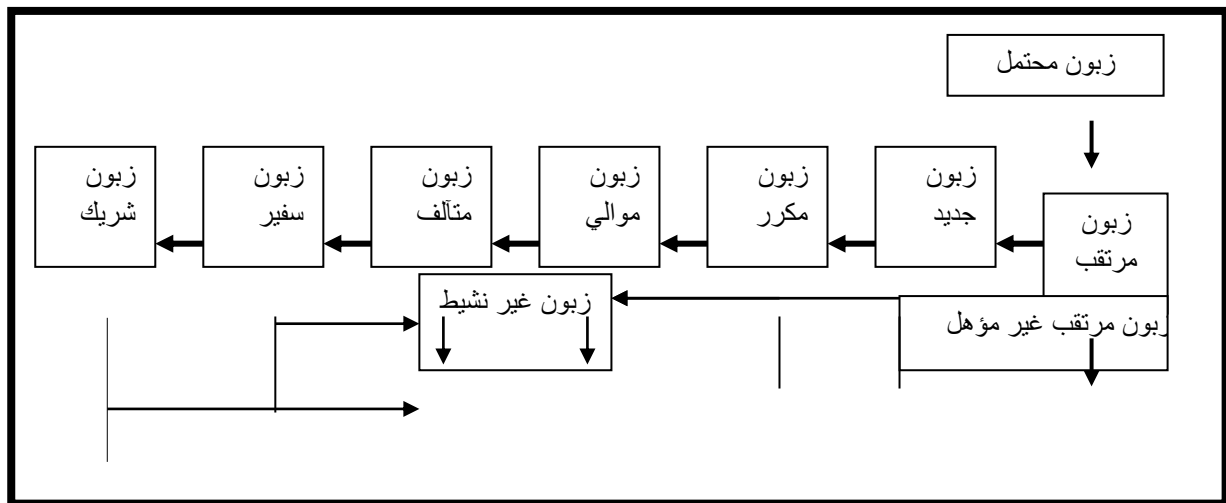 زبون محتمل
زبون
مرتقب
زبون
جديد
زبون
مكرر
زبون
موالي
زبون
متآلف
زبون
سفير
زبون
شريك
زبون غير نشيط
زبون مرتقب غير مؤهل